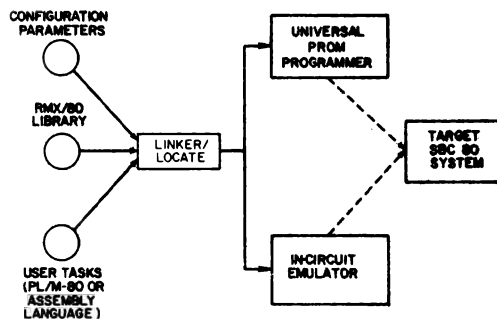 CONFIGURATION
PARAMETERS
RMX/80
LIBRARY
USER TASKS
(PL/M-80 OR
ASSEMBLY
LANGUAGE)
LINKER/
LOCATE
UNIVERSAL
PROM
PROGRAMMER
IN-CIRCUIT
EMULATOR
TARGET
SBC 80
SYSTEM